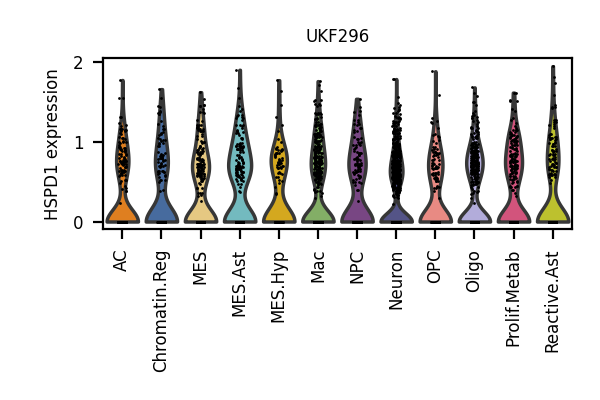 UKF296
HSPD1 expression
2
1
0
AC
Chromatin.Reg
MES
MES.Ast
MES.Hyp
Mac
NPC
Neuron
OPC
Oligo
Prolif.Metab
Reactive.Ast